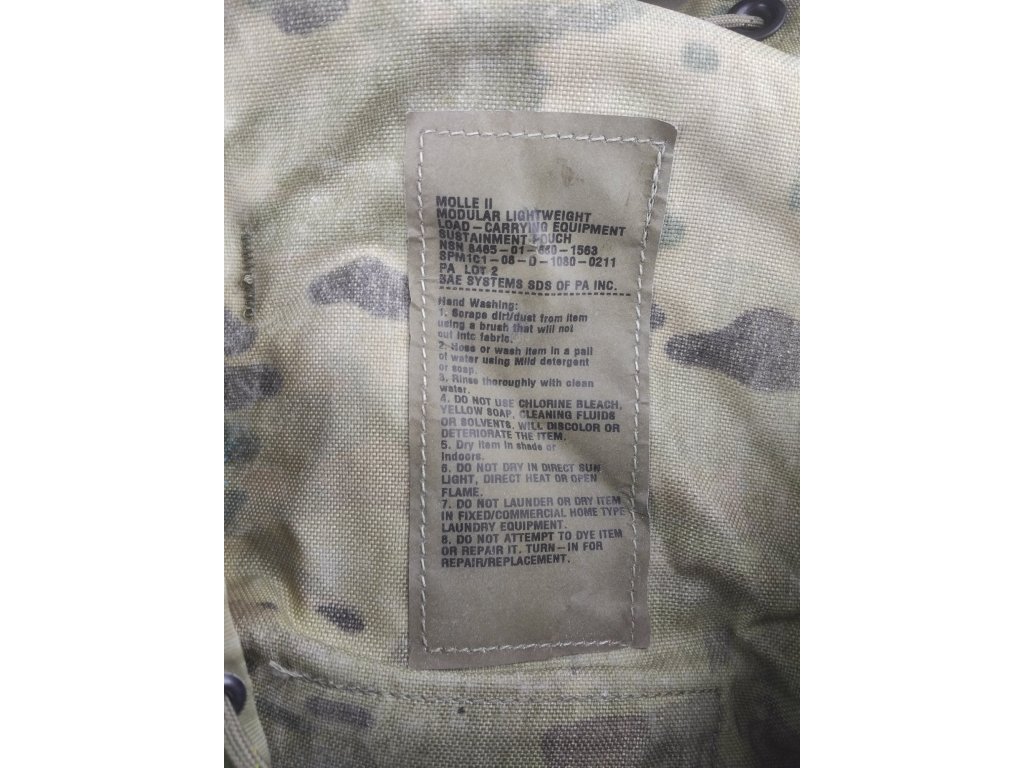 MOLLE II
MODULAR LIGHTWEIGHT
LOAD-CARRYING EQUIPMENT
SUSTAINMENT POUCH
NSN 8465-01-580-1563
SPM1C1-08-D-1080-0211
PA LOT 2
BAE SYSTEMS SDS OF PA INC.
Hand Washing:
1. Scrape dirt/dust from item
using a brush that will not
cut into fabric.
2. Hose or wash item in a pail
of water using Mild detergent
or soap.
3. Rinse thoroughly with clean
water.
4. DO NOT USE CHLORINE BLEACH,
YELLOW SOAP, CLEANING FLUIDS
OR SOLVENTS. WILL DISCOLOR OR
DETERIORATE THE ITEM.
5. Dry item in shade or
indoors.
6. DO NOT DRY IN DIRECT SUN
LIGHT, DIRECT HEAT OR OPEN
FLAME.
7. DO NOT LAUNDER OR DRY ITEM
IN FIXED/COMMERCIAL HOME TYPE
LAUNDRY EQUIPMENT.
8. DO NOT ATTEMPT TO DYE ITEM
OR REPAIR IT. TURN-IN FOR
REPAIR/REPLACEMENT.